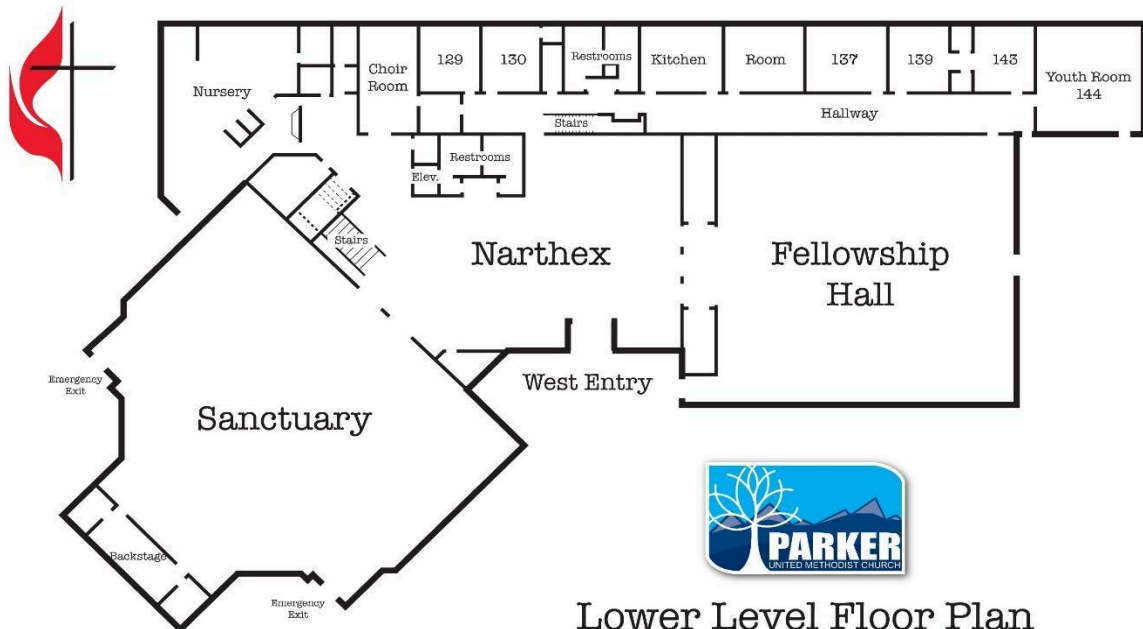 Nursery
Choir
Room
129
130
Restrooms
Kitchen
Room
137
139
143
Youth Room
144
Hallway
Stairs
Restrooms
Elev.
Stairs
Narthex
Fellowship
Hall
Emergency
Exit
West Entry
Sanctuary
Backstage
Emergency
Exit
PARKER
UNITED METHODIST CHURCH
Lower Level Floor Plan